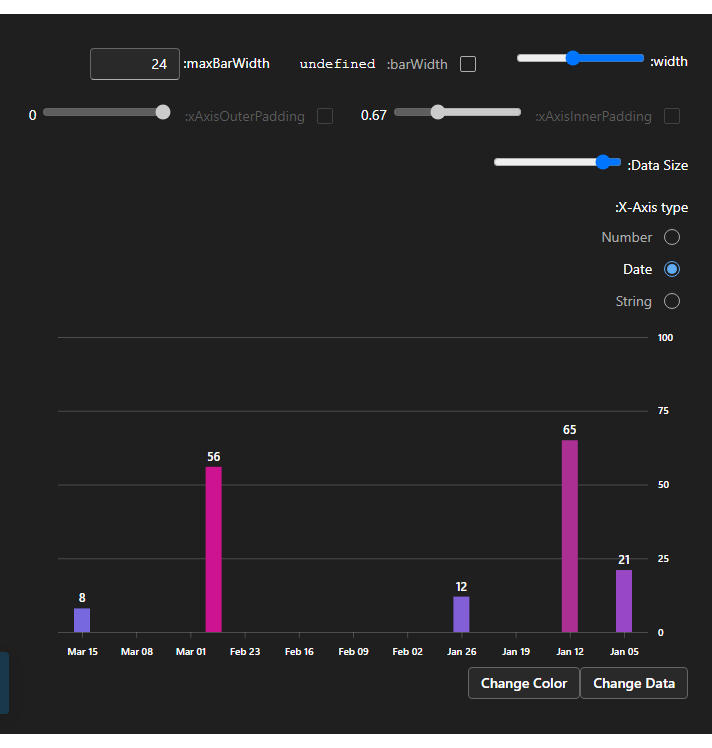 :width
undefined :barWidth
24 :maxBarWidth
:xAxisInnerPadding 0.67
:xAxisOuterPadding 0
:Data Size
:X-Axis type
Number
Date
String
100
75
65
56
50
25
21
12
8
0
Mar 15 Mar 08 Mar 01 Feb 23 Feb 16 Feb 09 Feb 02 Jan 26 Jan 19 Jan 12 Jan 05
Change Color Change Data